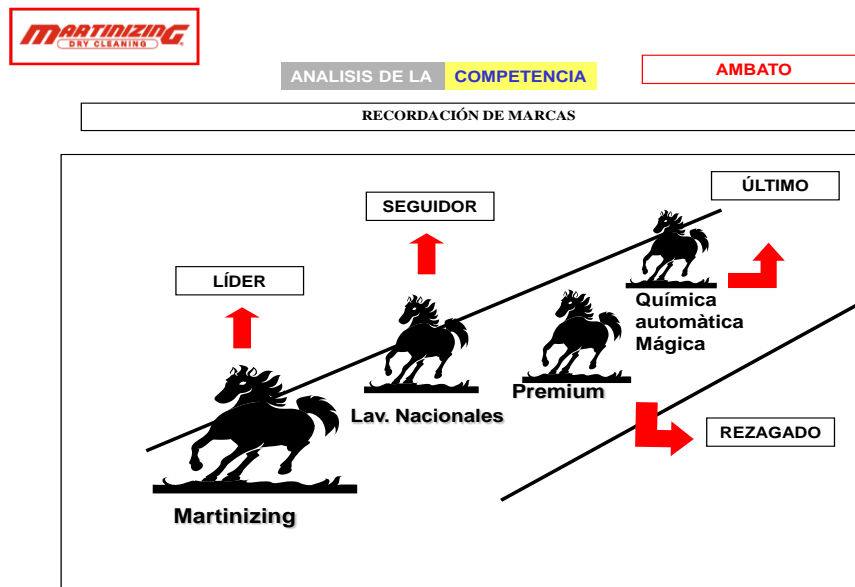 MARTINIZING
DRY CLEANING
ANALISIS DE LA COMPETENCIA
AMBATO
RECORDACIÓN DE MARCAS
ÚLTIMO
SEGUIDOR
LÍDER
Química
automàtica
Mágica
Premium
Lav. Nacionales
REZAGADO
Martinizing